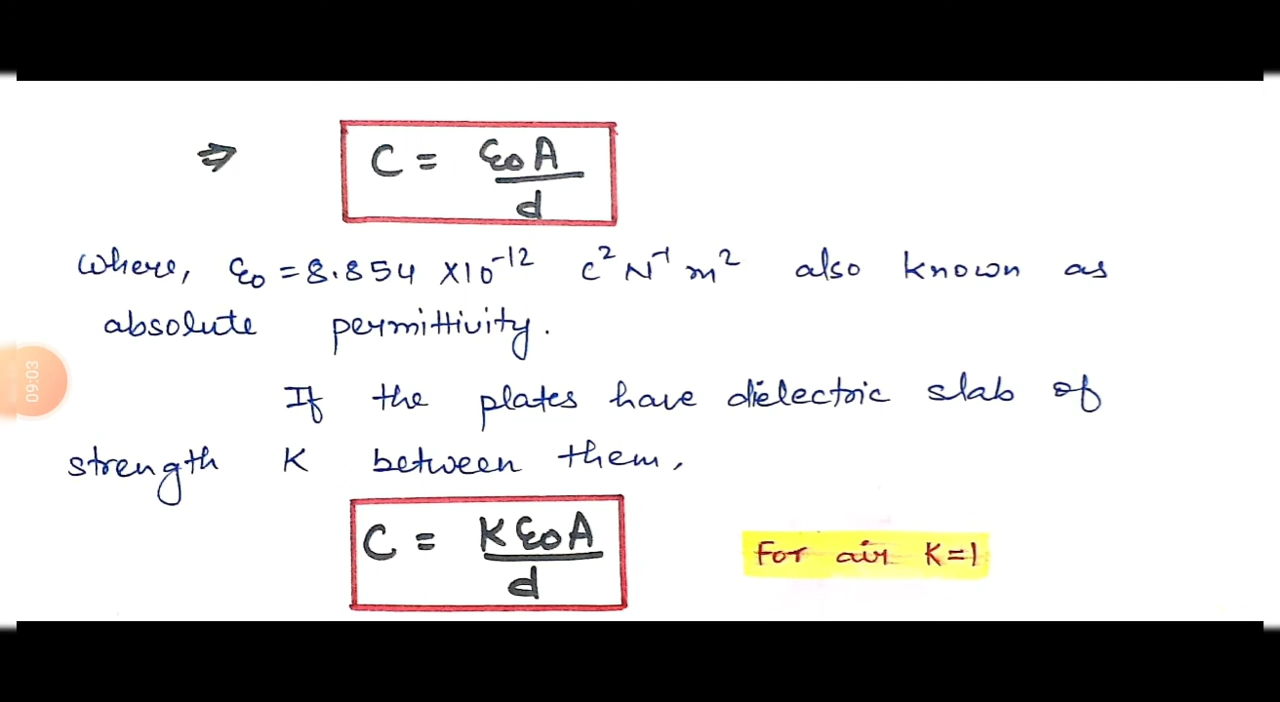 ⇒ C = ε₀A/d
where, ε₀ = 8.854 ×10⁻¹² C² N⁻¹ m² also known as
absolute permittivity.
If the plates have dielectric slab of
strength K between them,
C = Kε₀A/d
For air K=1
09:03